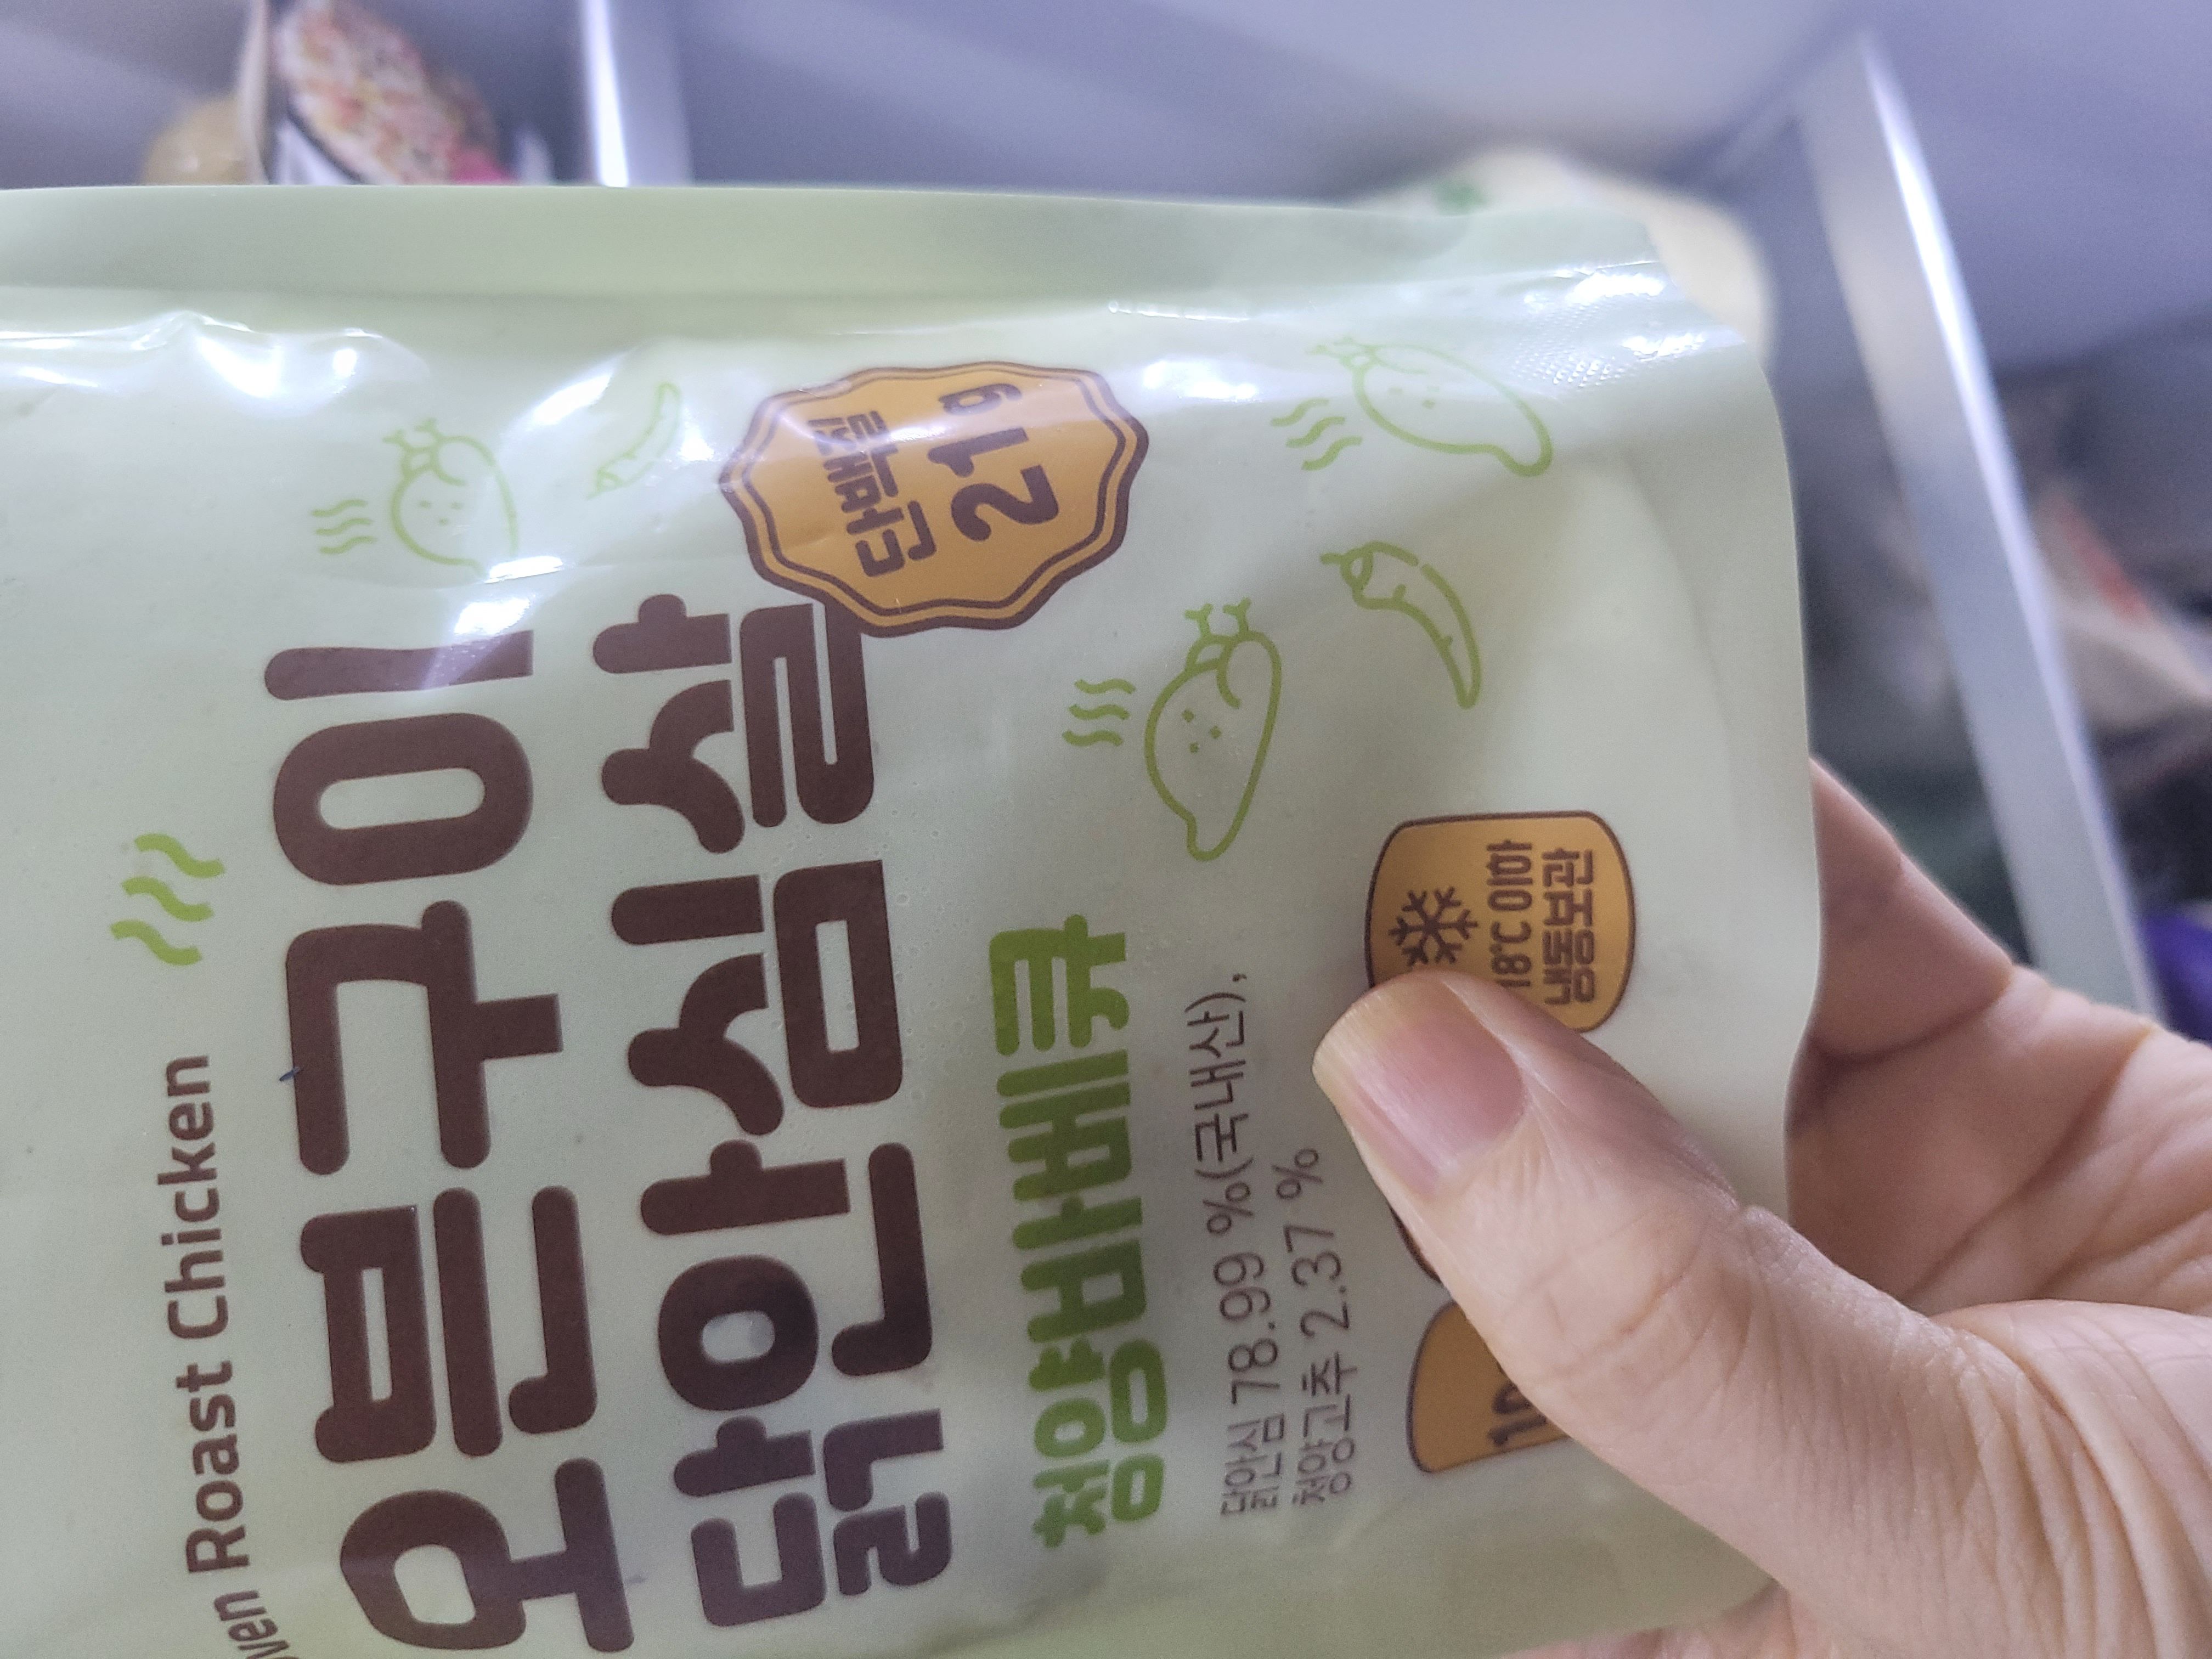 Oven Roast Chicken
오븐구이
닭안심살
단백질
21g
청양바베큐
닭안심 78.99 %(국내산),
청양고추 2.37 %
18℃ 이하
냉동보관